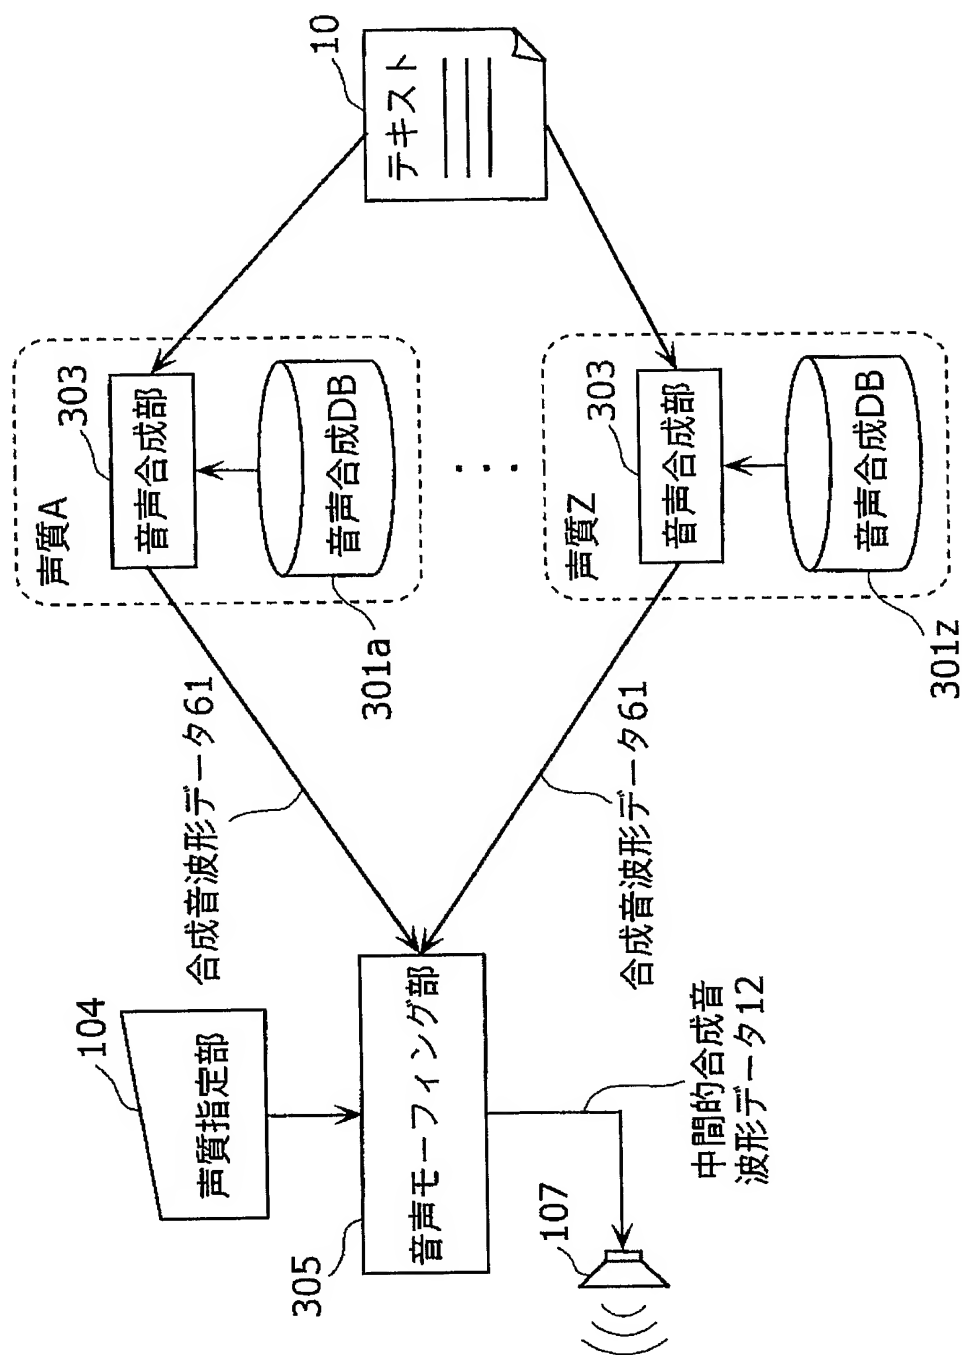 10
テキスト
声質A
303
音声合成部
音声合成DB
301a
・・・
声質Z
303
音声合成部
音声合成DB
301z
合成音波形データ61
合成音波形データ61
104
声質指定部
305
音声モーフィング部
中間的合成音
波形データ12
107